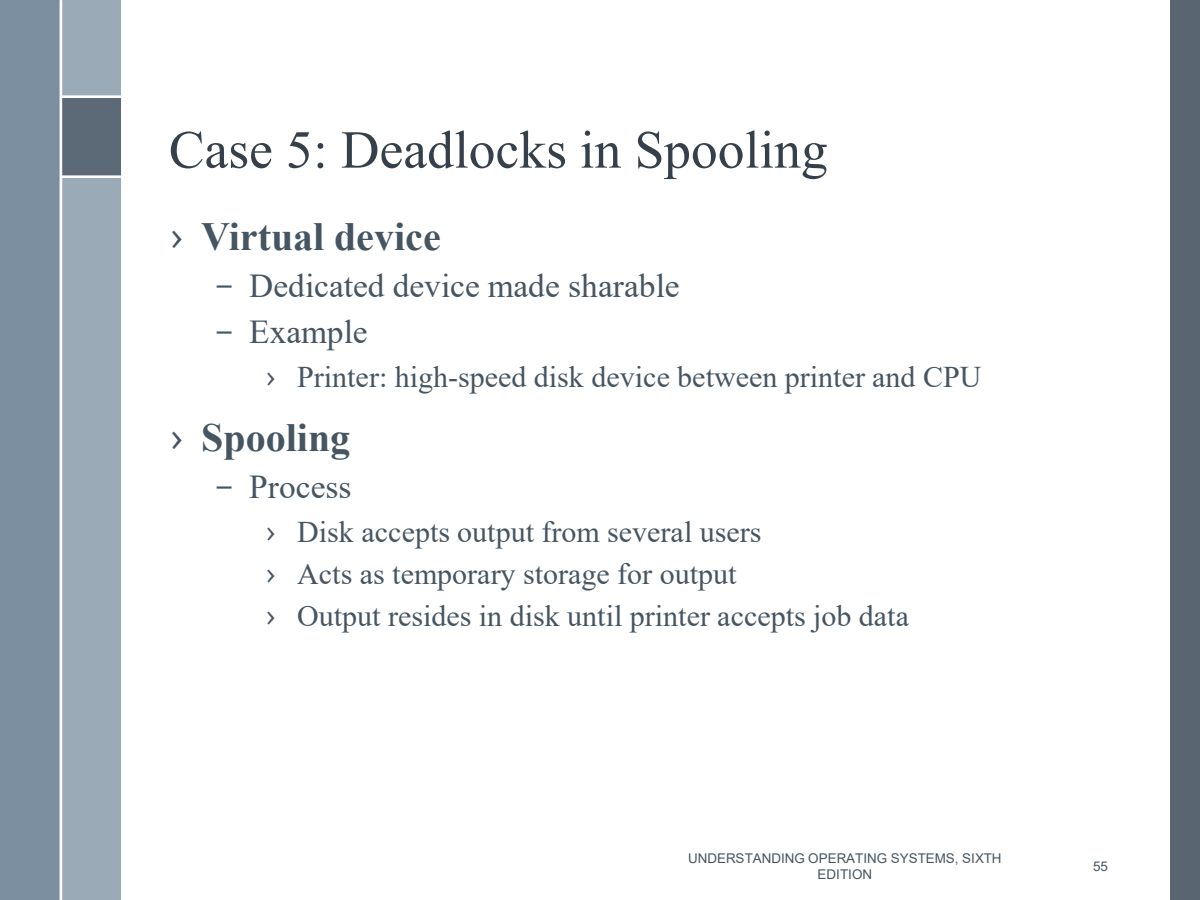 Case 5: Deadlocks in Spooling
› Virtual device
– Dedicated device made sharable
– Example
› Printer: high-speed disk device between printer and CPU
› Spooling
– Process
› Disk accepts output from several users
› Acts as temporary storage for output
› Output resides in disk until printer accepts job data
UNDERSTANDING OPERATING SYSTEMS, SIXTH
EDITION
55